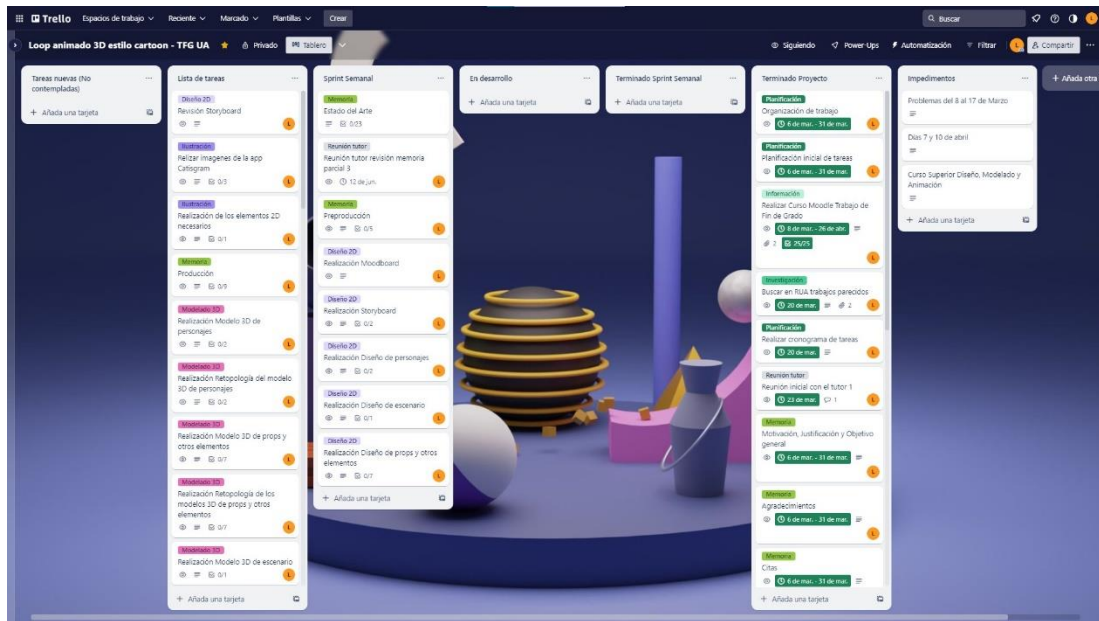 Trello Espacios de trabajo Reciente Marcado Plantillas Crear Buscar
Loop animado 3D estilo cartoon - TFG UA Privado Tablero Siguiendo Power-Ups Automatización Filtrar L Compartir
Tareas nuevas (No
contempladas)
+ Añada una tarjeta
Lista de tareas
Diseño 2D
Revisión Storyboard
L
Ilustración
Relizar imagenes de la app
Catisgram
0/3 L
Ilustración
Realización de los elementos 2D
necesarios
0/1 L
Memoria
Producción
0/9 L
Modelado 3D
Realización Modelo 3D de
personajes
0/2 L
Modelado 3D
Realización Retopología del modelo
3D de personajes
0/2 L
Modelado 3D
Realización Modelo 3D de props y
otros elementos
0/7 L
Modelado 3D
Realización Retopología de los
modelos 3D de props y otros
elementos
0/7 L
Modelado 3D
Realización Modelo 3D de escenario
0/1 L
+ Añada una tarjeta
Sprint Semanal
Memoria
Estado del Arte
0/23
Reunión tutor
Reunión tutor revisión memoria
parcial 3
12 de jun. L
Memoria
Preproducción
0/5 L
Diseño 2D
Realización Moodboard
L
Diseño 2D
Realización Storyboard
0/2 L
Diseño 2D
Realización Diseño de personajes
0/2 L
Diseño 2D
Realización Diseño de escenario
0/1 L
Diseño 2D
Realización Diseño de props y otros
elementos
0/7 L
+ Añada una tarjeta
En desarrollo
+ Añada una tarjeta
Terminado Sprint Semanal
+ Añada una tarjeta
Terminado Proyecto
Planificación
Organización de trabajo
6 de mar. - 31 de mar. L
Planificación
Planificación inicial de tareas
6 de mar. - 31 de mar. L
Información
Realizar Curso Moodle Trabajo de
Fin de Grado
8 de mar. - 26 de abr.
2 25/25
L
Investigación
Buscar en RUA trabajos parecidos
20 de mar. 2 L
Planificación
Realizar cronograma de tareas
20 de mar. L
Reunión tutor
Reunión inicial con el tutor 1
23 de mar. 1 L
Memoria
Motivación, Justificación y Objetivo
general
6 de mar. - 31 de mar.
L
Memoria
Agradecimientos
6 de mar. - 31 de mar.
L
Memoria
Citas
6 de mar. - 31 de mar.
+ Añada una tarjeta
Impedimentos
Problemas del 8 al 17 de Marzo
Días 7 y 10 de abril
Curso Superior Diseño, Modelado y
Animación
+ Añada una tarjeta
+ Añada otra